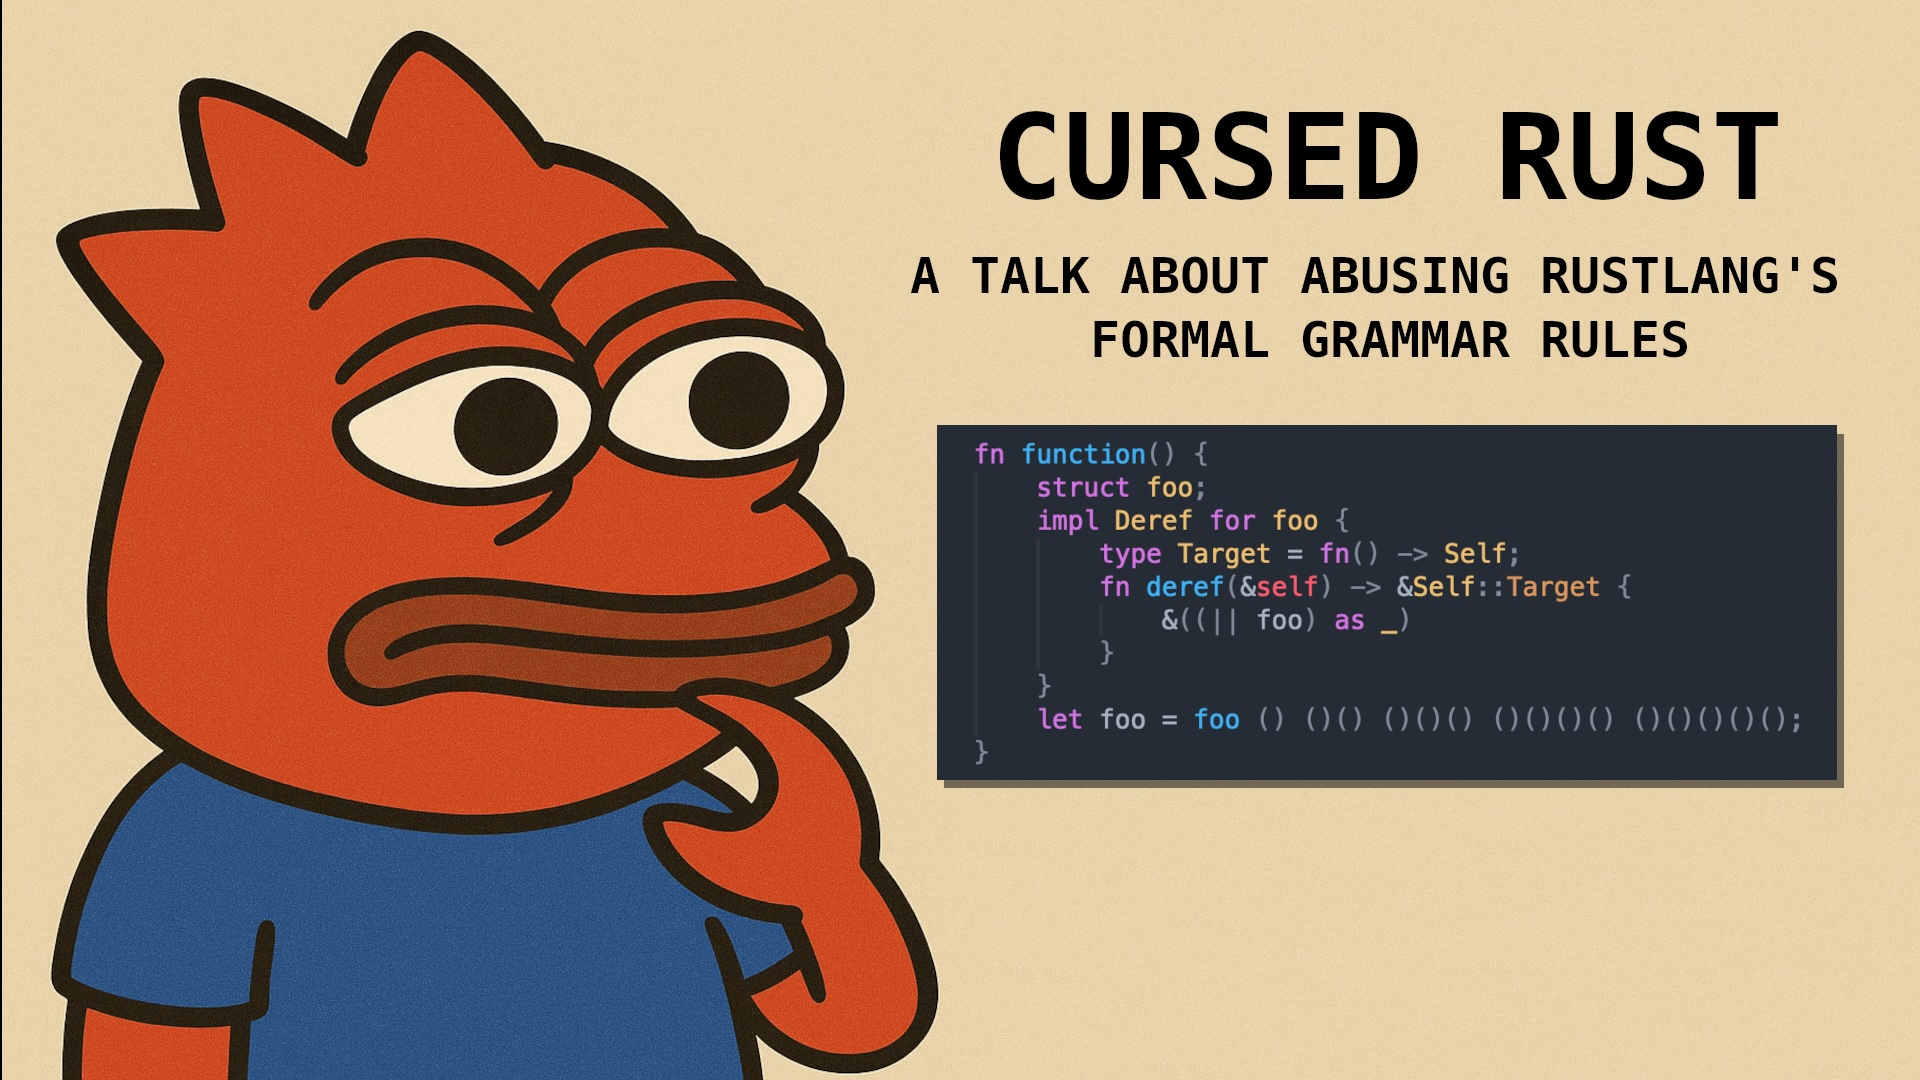 CURSED RUST
A TALK ABOUT ABUSING RUSTLANG'S
FORMAL GRAMMAR RULES
fn function() {
    struct foo;
    impl Deref for foo {
        type Target = fn() -> Self;
        fn deref(&self) -> &Self::Target {
            &((|| foo) as _)
        }
    }
    let foo = foo () ()() ()()() ()()()() ()()()()();
}